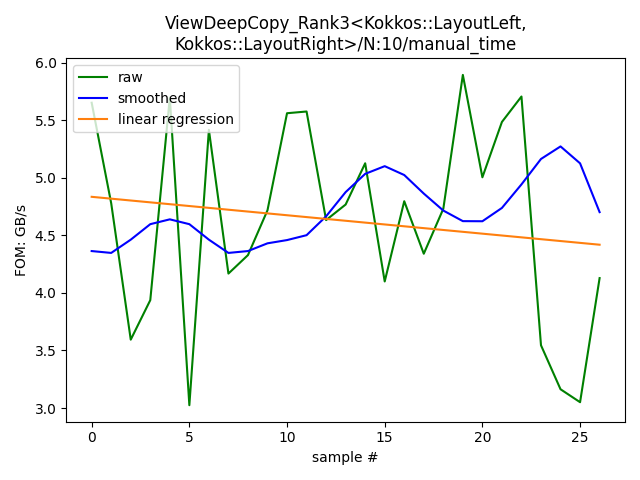 ViewDeepCopy_Rank3<Kokkos::LayoutLeft,
Kokkos::LayoutRight>/N:10/manual_time
raw
smoothed
linear regression
FOM: GB/s
6.0
5.5
5.0
4.5
4.0
3.5
3.0
0 5 10 15 20 25
sample #